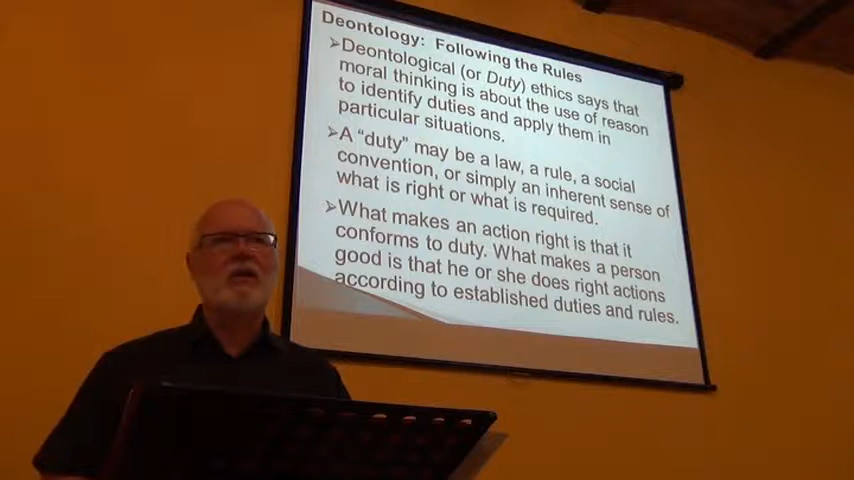 Deontology: Following the Rules
➢Deontological (or Duty) ethics says that
moral thinking is about the use of reason
to identify duties and apply them in
particular situations.
➢A “duty” may be a law, a rule, a social
convention, or simply an inherent sense of
what is right or what is required.
➢What makes an action right is that it
conforms to duty. What makes a person
good is that he or she does right actions
according to established duties and rules.